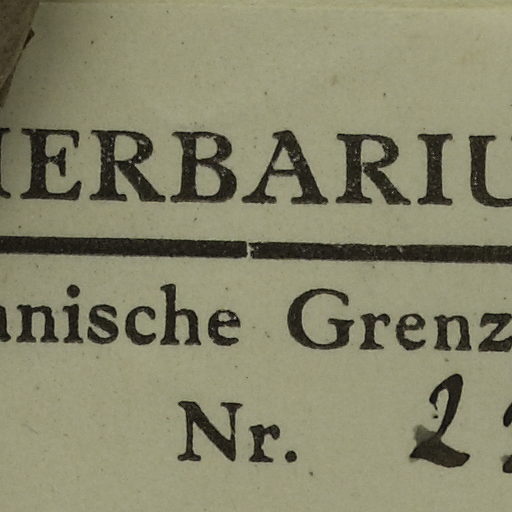 HERBARIU
anische Grenz
Nr. 2